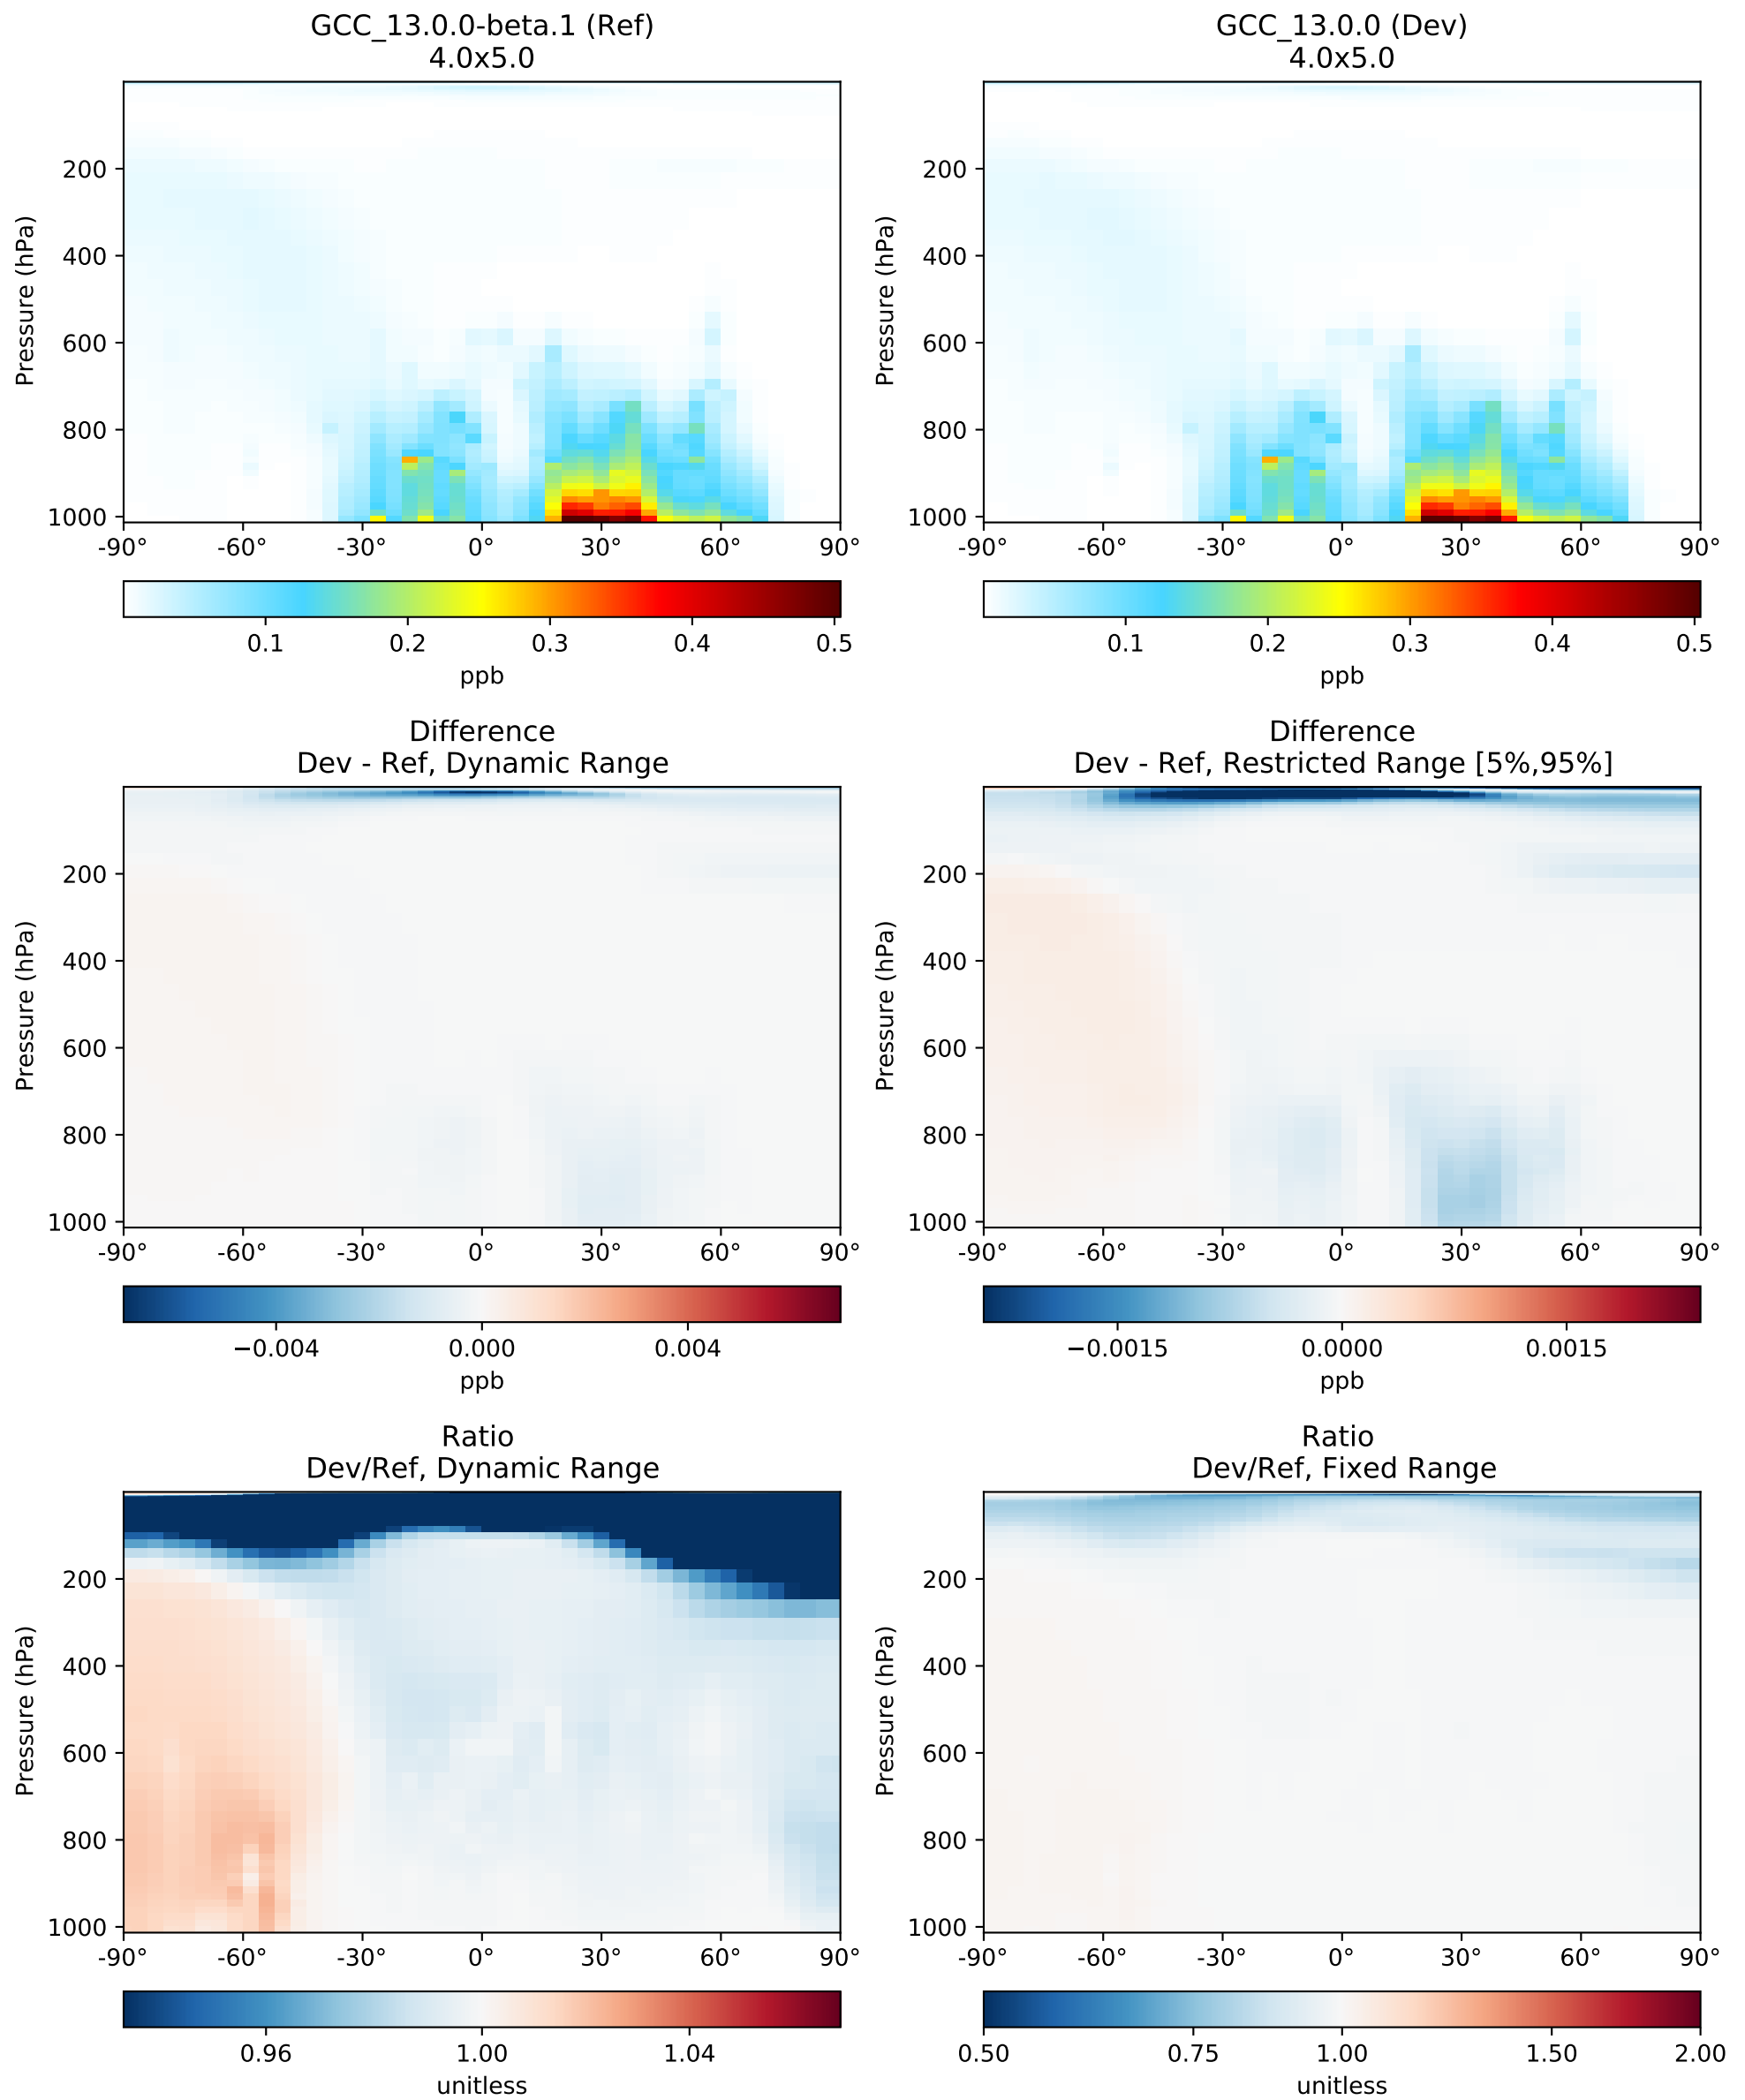 GCC_13.0.0-beta.1 (Ref)
4.0x5.0
Pressure (hPa)
200
400
600
800
1000
-90° -60° -30° 0° 30° 60° 90°
0.1 0.2 0.3 0.4 0.5
ppb
GCC_13.0.0 (Dev)
4.0x5.0
Pressure (hPa)
200
400
600
800
1000
-90° -60° -30° 0° 30° 60° 90°
0.1 0.2 0.3 0.4 0.5
ppb
Difference
Dev - Ref, Dynamic Range
Pressure (hPa)
200
400
600
800
1000
-90° -60° -30° 0° 30° 60° 90°
−0.004 0.000 0.004
ppb
Difference
Dev - Ref, Restricted Range [5%,95%]
Pressure (hPa)
200
400
600
800
1000
-90° -60° -30° 0° 30° 60° 90°
−0.0015 0.0000 0.0015
ppb
Ratio
Dev/Ref, Dynamic Range
Pressure (hPa)
200
400
600
800
1000
-90° -60° -30° 0° 30° 60° 90°
0.96 1.00 1.04
unitless
Ratio
Dev/Ref, Fixed Range
Pressure (hPa)
200
400
600
800
1000
-90° -60° -30° 0° 30° 60° 90°
0.50 0.75 1.00 1.50 2.00
unitless